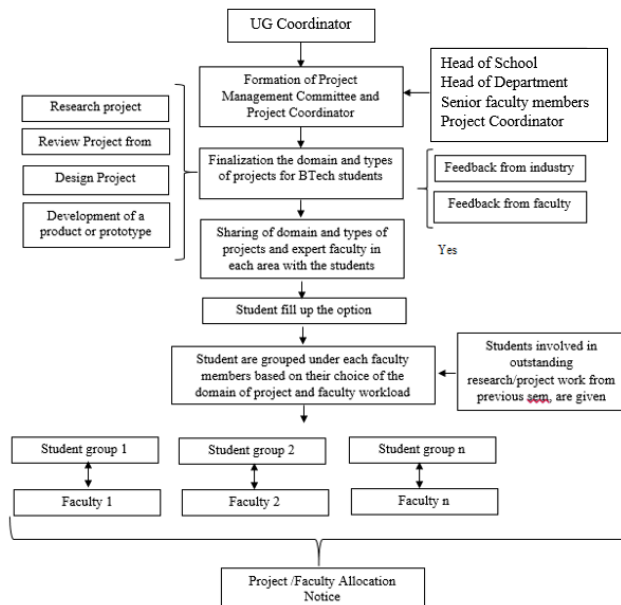 UG Coordinator
Formation of Project
Management Committee and
Project Coordinator
Head of School
Head of Department
Senior faculty members
Project Coordinator
Research project
Review Project from
Design Project
Development of a
product or prototype
Finalization the domain and types
of projects for BTech students
Feedback from industry
Feedback from faculty
Yes
Sharing of domain and types of
projects and expert faculty in
each area with the students
Student fill up the option
Student are grouped under each faculty
members based on their choice of the
domain of project and faculty workload
Students involved in
outstanding
research/project work from
previous sem. are given
Student group 1
Student group 2
Student group n
Faculty 1
Faculty 2
Faculty n
Project /Faculty Allocation
Notice